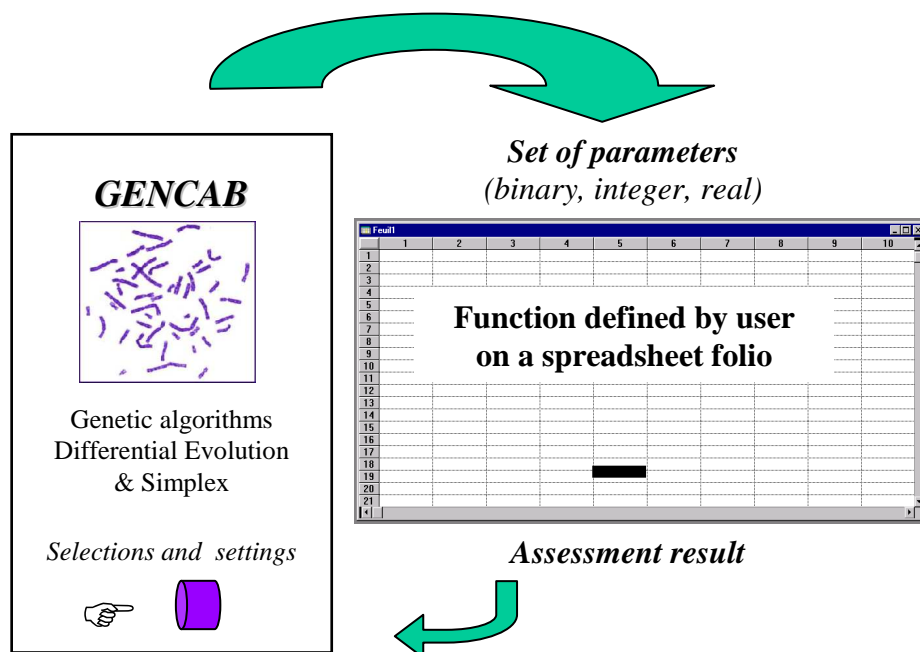 GENCAB
Genetic algorithms
Differential Evolution
& Simplex
Selections and settings
Set of parameters
(binary, integer, real)
Feuil1
1 2 3 4 5 6 7 8 9 10
1
2
3
4
5
6
7
8
9
10
11
12
13
14
15
16
17
18
19
20
21
Function defined by user
on a spreadsheet folio
Assessment result